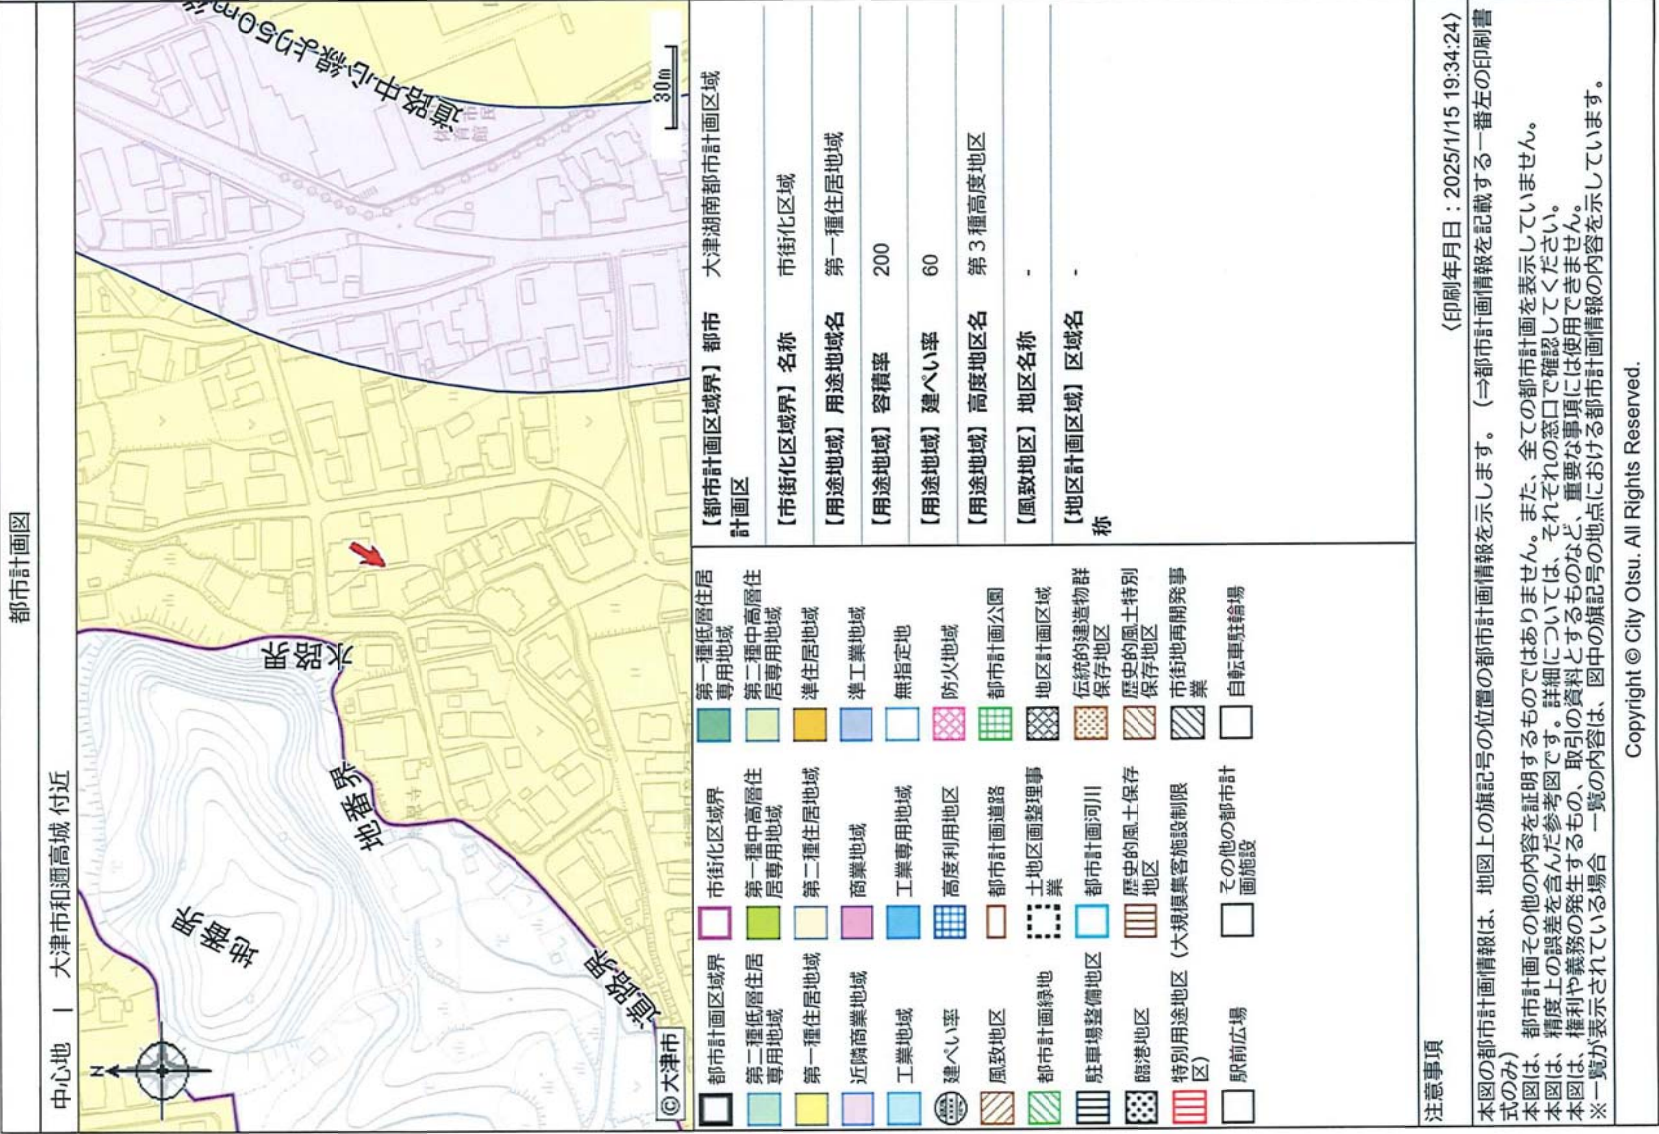 都市計画図
中心地 ー 大津市和邇高城 付近
N
道路中心線より50m
市民
体育館
水路界
地番界
地番界
道路界
30m
© 大津市
都市計画区域界
市街化区域界
第一種低層住居
専用地域
第二種低層住居
専用地域
第一種中高層住
居専用地域
第二種中高層住
居専用地域
第一種住居地域
第二種住居地域
準住居地域
近隣商業地域
商業地域
準工業地域
工業地域
工業専用地域
無指定地
建ぺい率
高度利用地区
防火地域
風致地区
都市計画道路
都市計画公園
都市計画緑地
土地区画整理事
業
地区計画区域
駐車場整備地区
都市計画河川
伝統的建造物群
保存地区
臨港地区
歴史的風土保存
地区
歴史的風土特別
保存地区
特別用途地区(大規模集客施設制限
区)
市街地再開発事
業
駅前広場
その他の都市計
画施設
自転車駐輪場
【都市計画区域界】都市
計画区
大津湖南都市計画区域
【市街化区域界】名称 市街化区域
【用途地域】用途地域名 第一種住居地域
【用途地域】容積率 200
【用途地域】建ぺい率 60
【用途地域】高度地区名 第3種高度地区
【風致地区】地区名称 -
【地区計画区域】区域名
称
-
注意事項
〈印刷年月日:2025/1/15 19:34:24〉
本図の都市計画情報は、地図上の旗記号の位置の都市計画情報を示します。(⇒都市計画情報を記載する一番左の印刷書
式のみ)
本図は、都市計画その他の内容を証明するものではありません。また、全ての都市計画を表示していません。
本図は、精度上の誤差を含んだ参考図です。詳細については、それぞれの窓口で確認してください。
本図は、権利や義務の発生するもの、取引の資料とするものなど、重要な事項には使用できません。
※一覧が表示されている場合 一覧の内容は、図中の旗記号の地点における都市計画情報の内容を示しています。
Copyright © City Otsu. All Rights Reserved.